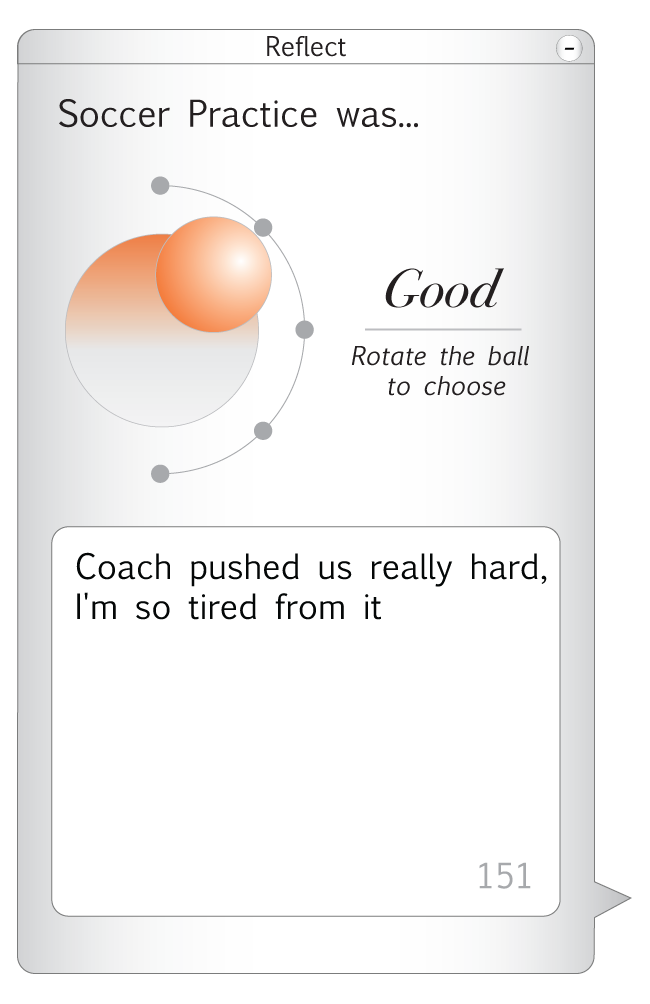 Reflect
-
Soccer Practice was...
Good
Rotate the ball
to choose
Coach pushed us really hard,
I'm so tired from it
151